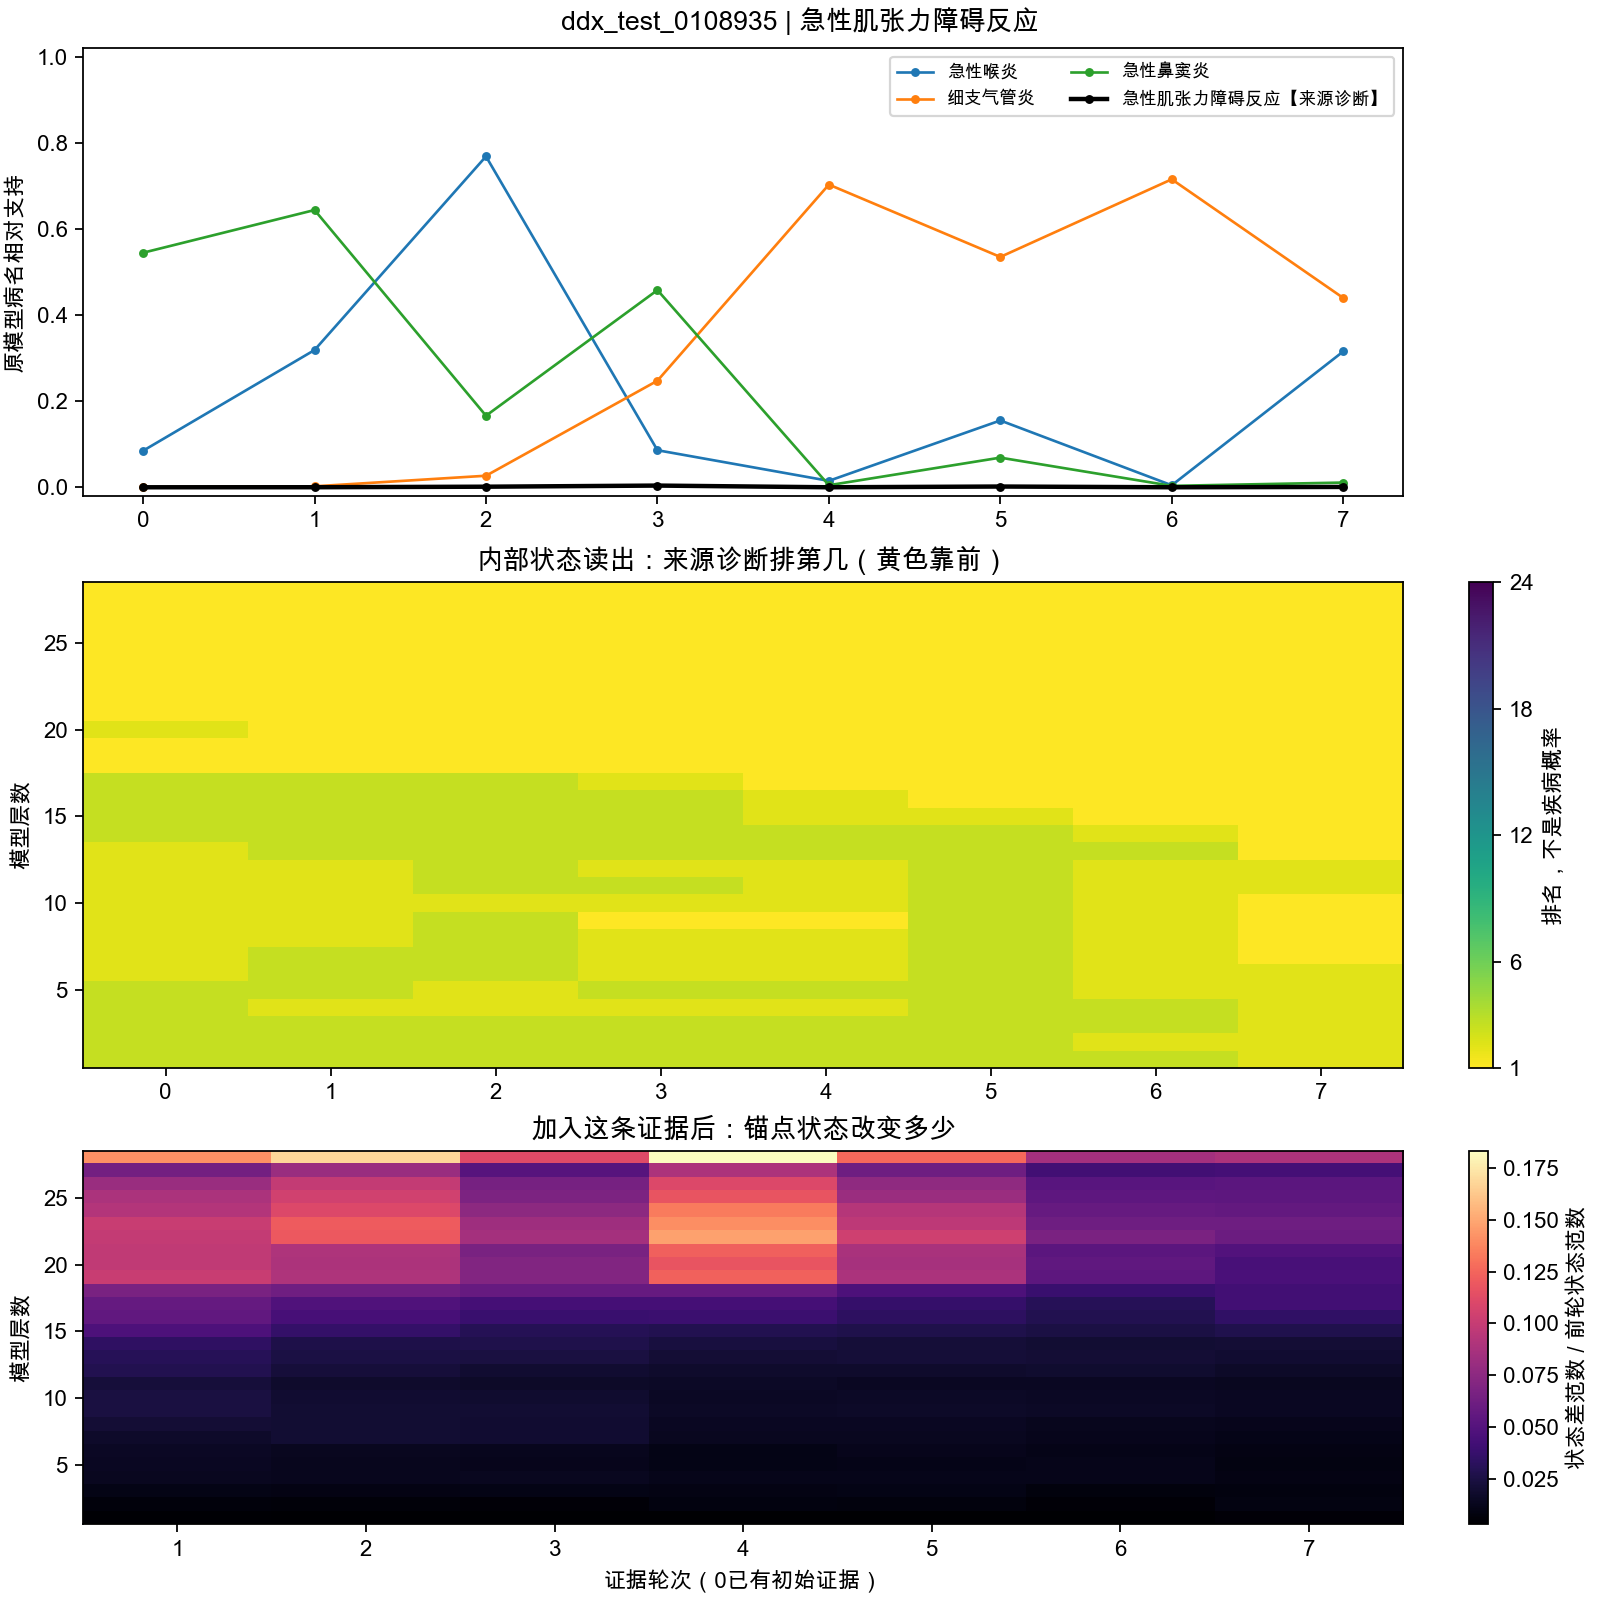 ddx_test_0108935 | 急性肌张力障碍反应
急性喉炎
细支气管炎
急性鼻窦炎
急性肌张力障碍反应【来源诊断】
原模型病名相对支持
1.0
0.8
0.6
0.4
0.2
0.0
0 1 2 3 4 5 6 7
内部状态读出：来源诊断排第几（黄色靠前）
模型层数
25
20
15
10
5
0 1 2 3 4 5 6 7
24
18
12
6
1
排名，不是疾病概率
加入这条证据后：锚点状态改变多少
模型层数
25
20
15
10
5
1 2 3 4 5 6 7
证据轮次（0已有初始证据）
0.175
0.150
0.125
0.100
0.075
0.050
0.025
状态差范数 / 前轮状态范数